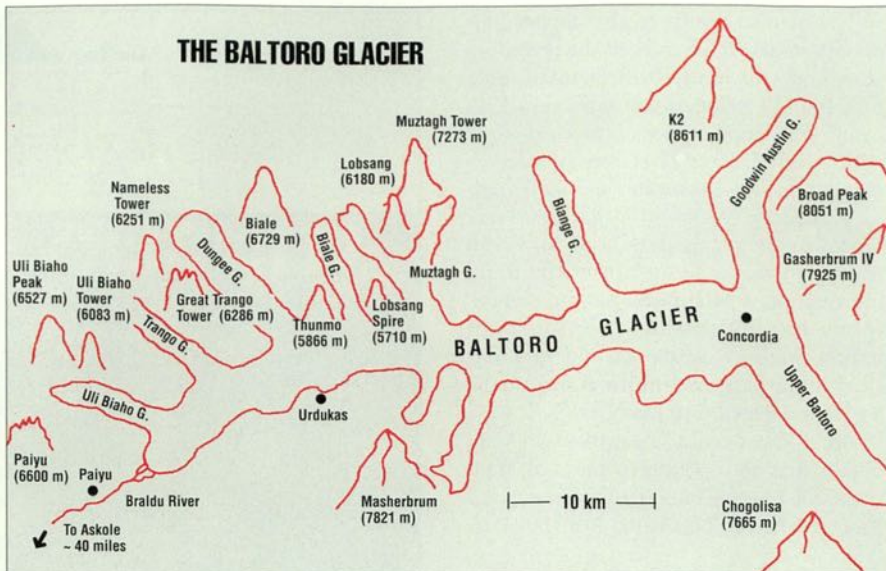 THE BALTORO GLACIER
K2
(8611 m)
Goodwin Austin G.
Muztagh Tower
(7273 m)
Lobsang
(6180 m)
Nameless
Tower
(6251 m)
Biale
(6729 m)
Dungee G.
Biale G.
Biange G.
Broad Peak
(8051 m)
Gasherbrum IV
(7925 m)
Uli Biaho
Peak
(6527 m)
Uli Biaho
Tower
(6083 m)
Great Trango
Tower (6286 m)
Trango G.
Muztagh G.
Thunmo
(5866 m)
Lobsang
Spire
(5710 m)
BALTORO GLACIER
Concordia
Uli Biaho G.
Urdukas
Upper Baltoro
Paiyu
(6600 m)
Paiyu
Braldu River
Masherbrum
(7821 m)
10 km
Chogolisa
(7665 m)
To Askole
~ 40 miles